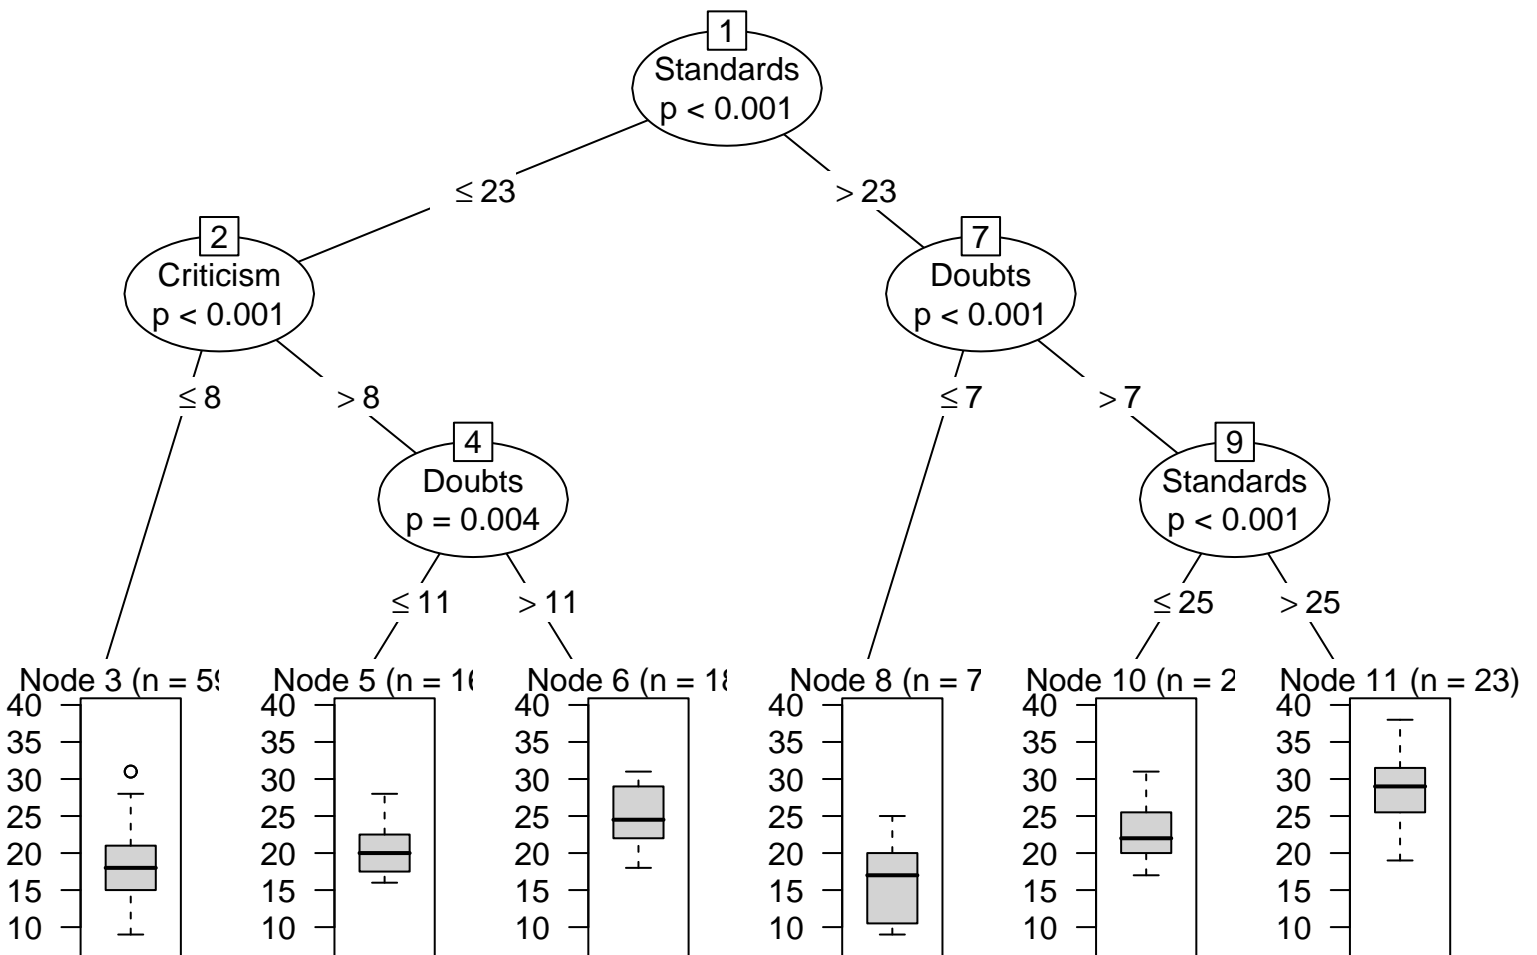 1
Standards
p < 0.001
≤ 23
> 23
2
Criticism
p < 0.001
7
Doubts
p < 0.001
≤ 8
> 8
≤ 7
> 7
4
Doubts
p = 0.004
9
Standards
p < 0.001
≤ 11
> 11
≤ 25
> 25
Node 3 (n = 59
Node 5 (n = 16
Node 6 (n = 18
Node 8 (n = 7
Node 10 (n = 2
Node 11 (n = 23)
40 40 40 40 40 40
35 35 35 35 35 35
30 30 30 30 30 30
25 25 25 25 25 25
20 20 20 20 20 20
15 15 15 15 15 15
10 10 10 10 10 10